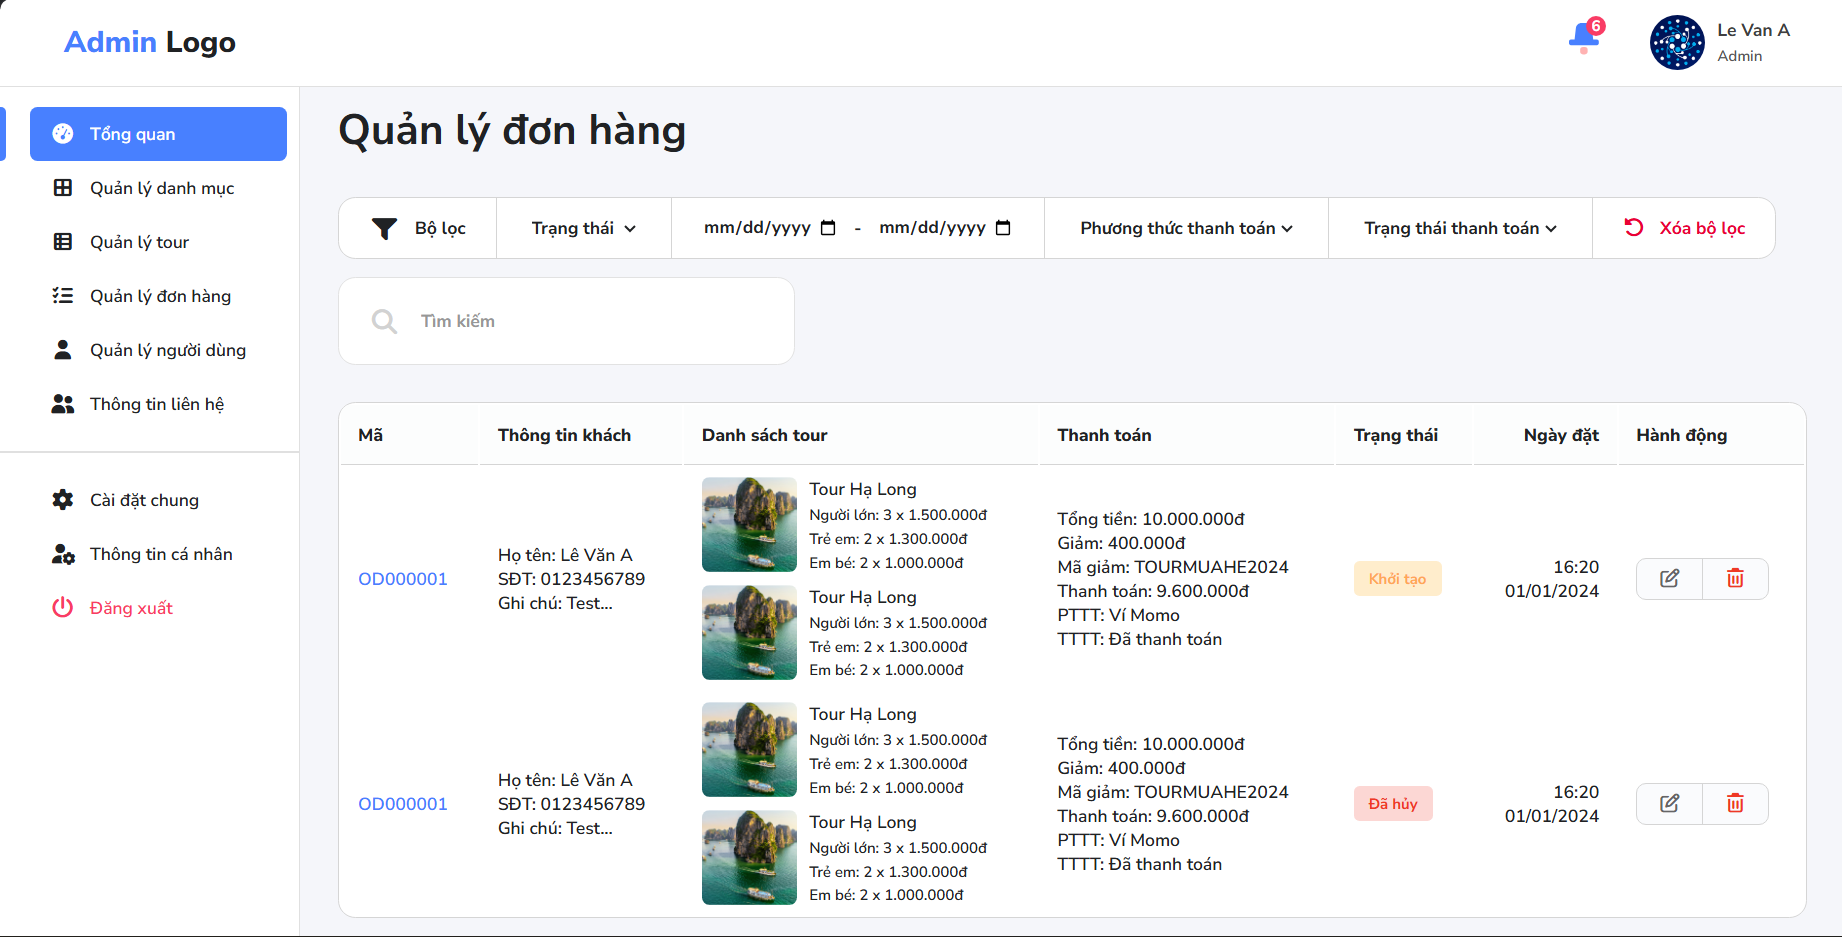 Admin Logo
6
Le Van A
Admin
Tổng quan
Quản lý danh mục
Quản lý tour
Quản lý đơn hàng
Quản lý người dùng
Thông tin liên hệ
Cài đặt chung
Thông tin cá nhân
Đăng xuất
Quản lý đơn hàng
Bộ lọc
Trạng thái
mm/dd/yyyy - mm/dd/yyyy
Phương thức thanh toán
Trạng thái thanh toán
Xóa bộ lọc
Tìm kiếm
Mã Thông tin khách Danh sách tour Thanh toán Trạng thái Ngày đặt Hành động
OD000001
Họ tên: Lê Văn A
SĐT: 0123456789
Ghi chú: Test...
Tour Hạ Long
Người lớn: 3 x 1.500.000đ
Trẻ em: 2 x 1.300.000đ
Em bé: 2 x 1.000.000đ
Tour Hạ Long
Người lớn: 3 x 1.500.000đ
Trẻ em: 2 x 1.300.000đ
Em bé: 2 x 1.000.000đ
Tổng tiền: 10.000.000đ
Giảm: 400.000đ
Mã giảm: TOURMUAHE2024
Thanh toán: 9.600.000đ
PTTT: Ví Momo
TTTT: Đã thanh toán
Khởi tạo
16:20
01/01/2024
OD000001
Họ tên: Lê Văn A
SĐT: 0123456789
Ghi chú: Test...
Tour Hạ Long
Người lớn: 3 x 1.500.000đ
Trẻ em: 2 x 1.300.000đ
Em bé: 2 x 1.000.000đ
Tour Hạ Long
Người lớn: 3 x 1.500.000đ
Trẻ em: 2 x 1.300.000đ
Em bé: 2 x 1.000.000đ
Tổng tiền: 10.000.000đ
Giảm: 400.000đ
Mã giảm: TOURMUAHE2024
Thanh toán: 9.600.000đ
PTTT: Ví Momo
TTTT: Đã thanh toán
Đã hủy
16:20
01/01/2024